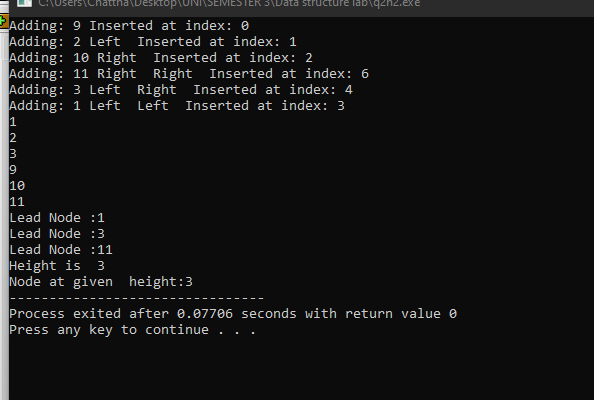 C:\Users\Chattha\Desktop\UNI\SEMESTER 3\Data structure lab\q2n2.exe
Adding: 9 Inserted at index: 0
Adding: 2 Left  Inserted at index: 1
Adding: 10 Right  Inserted at index: 2
Adding: 11 Right  Right  Inserted at index: 6
Adding: 3 Left  Right  Inserted at index: 4
Adding: 1 Left  Left  Inserted at index: 3
1
2
3
9
10
11
Lead Node :1
Lead Node :3
Lead Node :11
Height is  3
Node at given  height:3
--------------------------------
Process exited after 0.07706 seconds with return value 0
Press any key to continue . . .